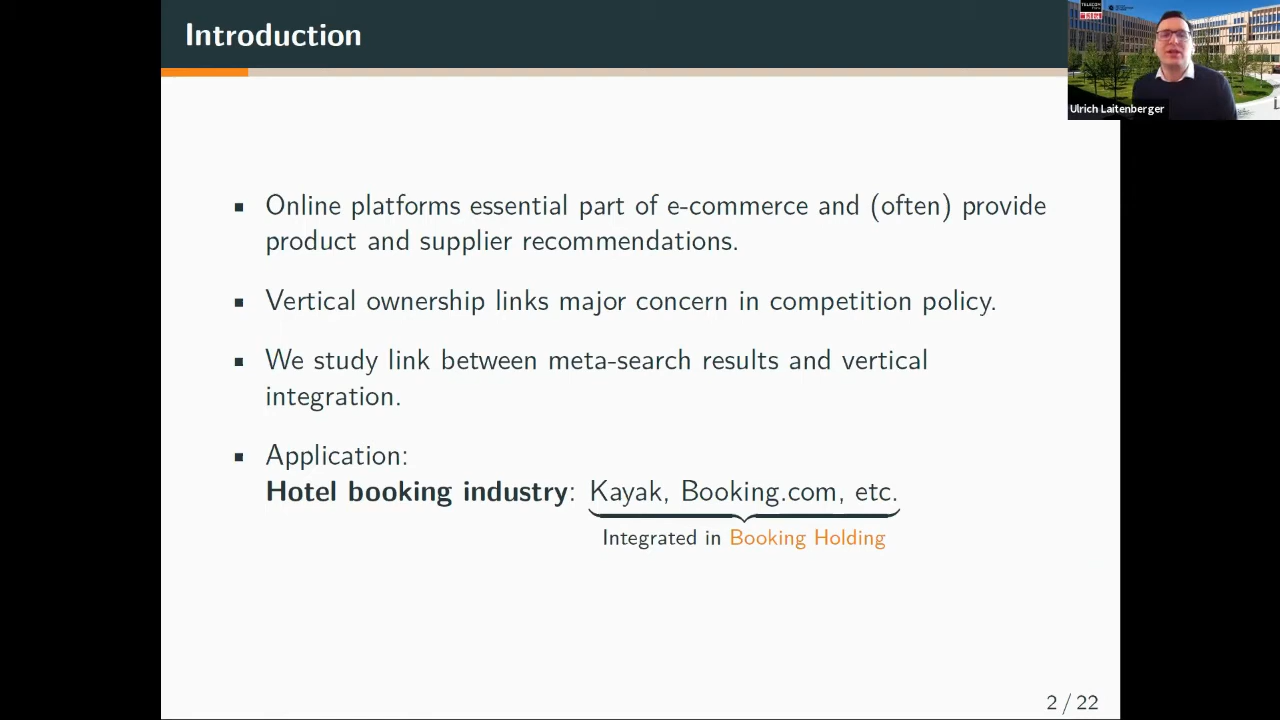 Introduction
TELECOM
Ulrich Laitenberger
Online platforms essential part of e-commerce and (often) provide
product and supplier recommendations.
Vertical ownership links major concern in competition policy.
We study link between meta-search results and vertical
integration.
Application:
Hotel booking industry: Kayak, Booking.com, etc.
Integrated in Booking Holding
2 / 22